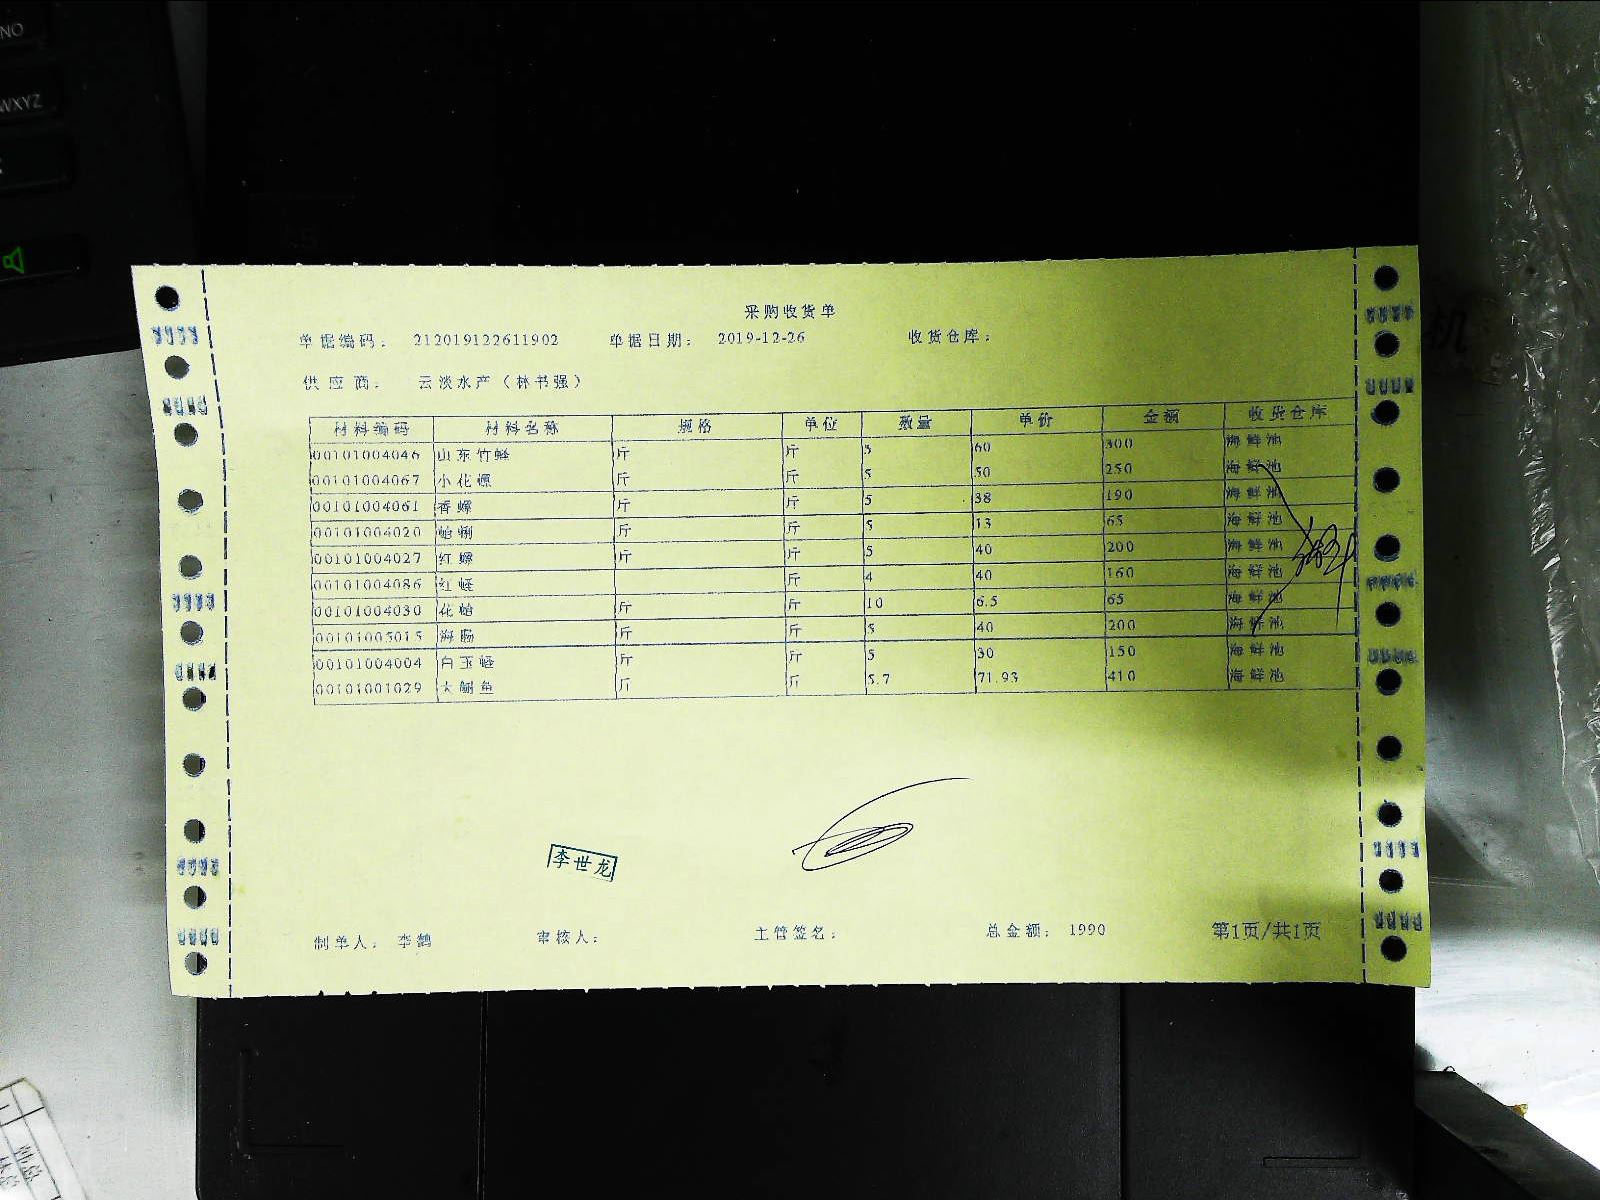 NO
WXYZ
采购收货单
单据编码： 212019122611902 单据日期： 2019-12-26 收货仓库：
供应商： 云淡水产（林书强）
材料编码 材料名称 规格 单位 数量 单价 金额 收货仓库
00101004046 山东竹蛏 斤 斤 5 60 300 海鲜池
00101004067 小花螺 斤 斤 5 50 250 海鲜池
00101004061 香螺 斤 斤 5 38 190 海鲜池
00101004020 蛤蜊 斤 斤 5 13 65 海鲜池
00101004027 红螺 斤 斤 5 40 200 海鲜池
00101004086 红蛏 斤 4 40 160 海鲜池
00101004030 花蛤 斤 斤 10 6.5 65 海鲜池
00101005015 海肠 斤 斤 5 40 200 海鲜池
00101004004 白玉蛏 斤 斤 5 30 150 海鲜池
00101001029 大鮰鱼 斤 斤 5.7 71.93 410 海鲜池
李世龙
制单人： 李鹤 审核人： 主管签名： 总金额： 1990 第1页/共1页
机